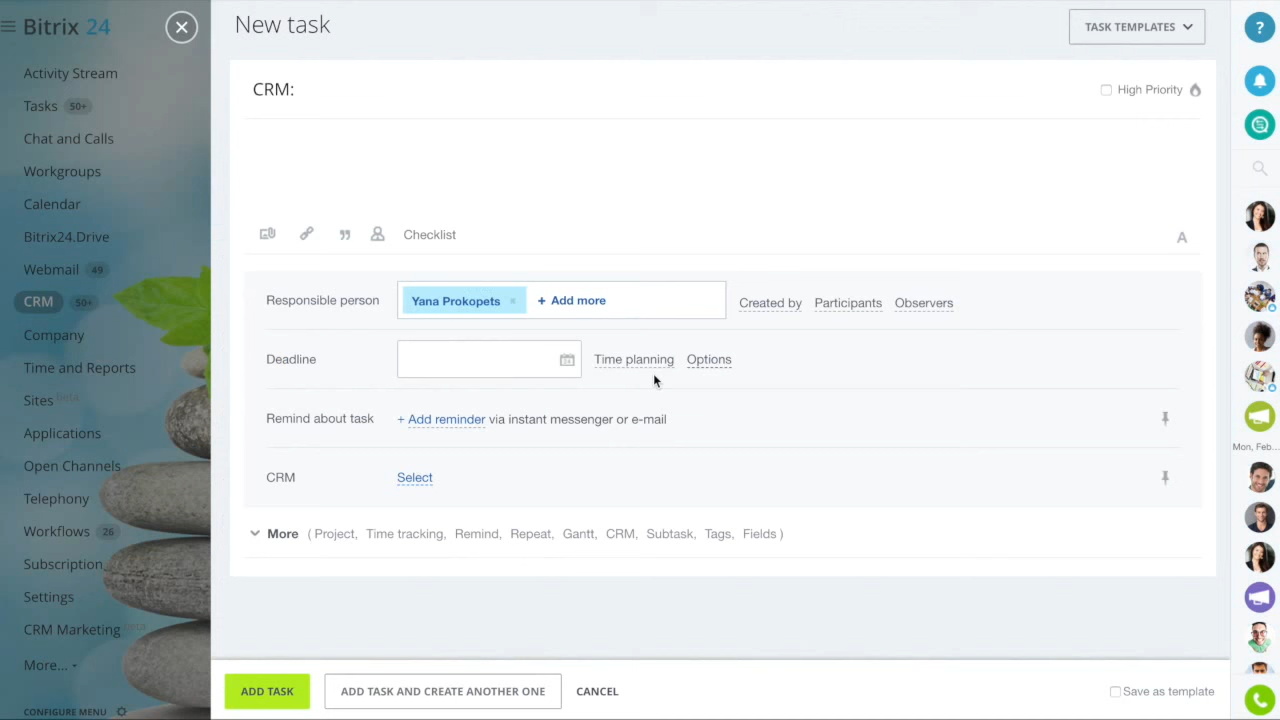 Bitrix 24
Activity Stream
Tasks 50+
Chat and Calls
Workgroups
Calendar
Bitrix24.Drive
Webmail 49
CRM 50+
Company
Time and Reports
Sites beta
Applications
Open Channels
Telephony
Workflows 26
Subscription
Settings
CRM Marketing beta
More...
CONFIGURE MENU
New task
TASK TEMPLATES
CRM:
High Priority
Checklist
A
Responsible person
Yana Prokopets ×
+ Add more
Created by Participants Observers
Deadline
Time planning Options
Remind about task
+ Add reminder via instant messenger or e-mail
CRM
Select
More ( Project, Time tracking, Remind, Repeat, Gantt, CRM, Subtask, Tags, Fields )
ADD TASK
ADD TASK AND CREATE ANOTHER ONE
CANCEL
Save as template
?
Mon, Feb...